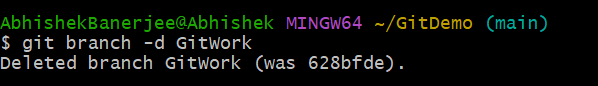 AbhishekBanerjee@Abhishek MINGW64 ~/GitDemo (main)
$ git branch -d GitWork
Deleted branch GitWork (was 628bfde).